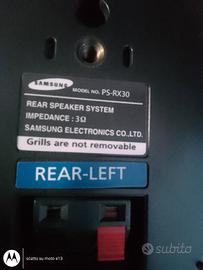 SAMSUNG MODEL NO. PS-RX30
REAR SPEAKER SYSTEM
IMPEDANCE : 3Ω
SAMSUNG ELECTRONICS CO.,LTD.
Grills are not removable
REAR-LEFT
scatto su moto e13
subito